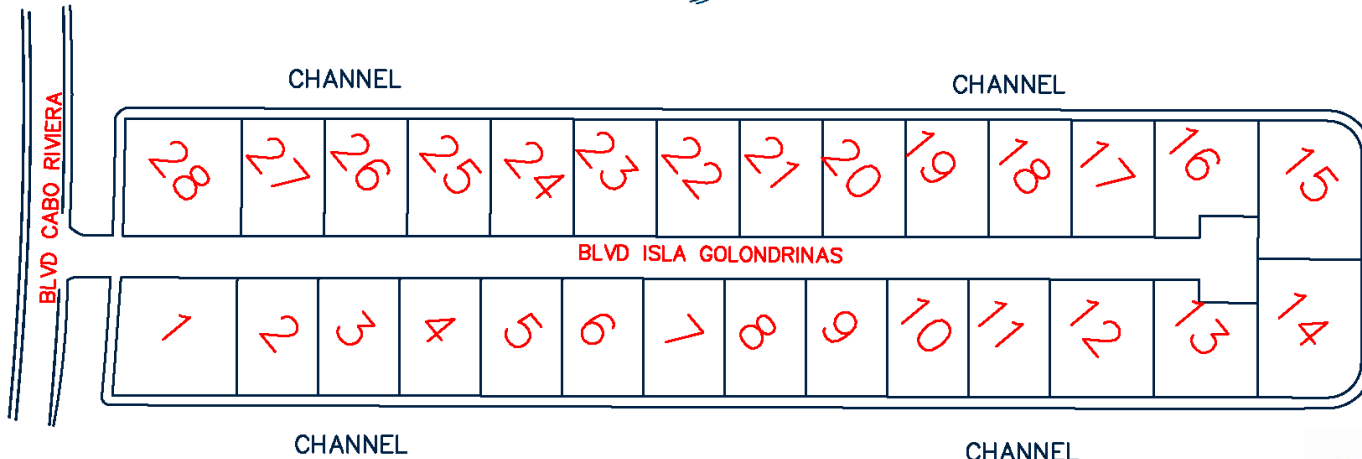 CHANNEL
CHANNEL
BLVD CABO RIVIERA
28 27 26 25 24 23 22 21 20 19 18 17 16 15
BLVD ISLA GOLONDRINAS
1 2 3 4 5 6 7 8 9 10 11 12 13 14
CHANNEL
CHANNEL